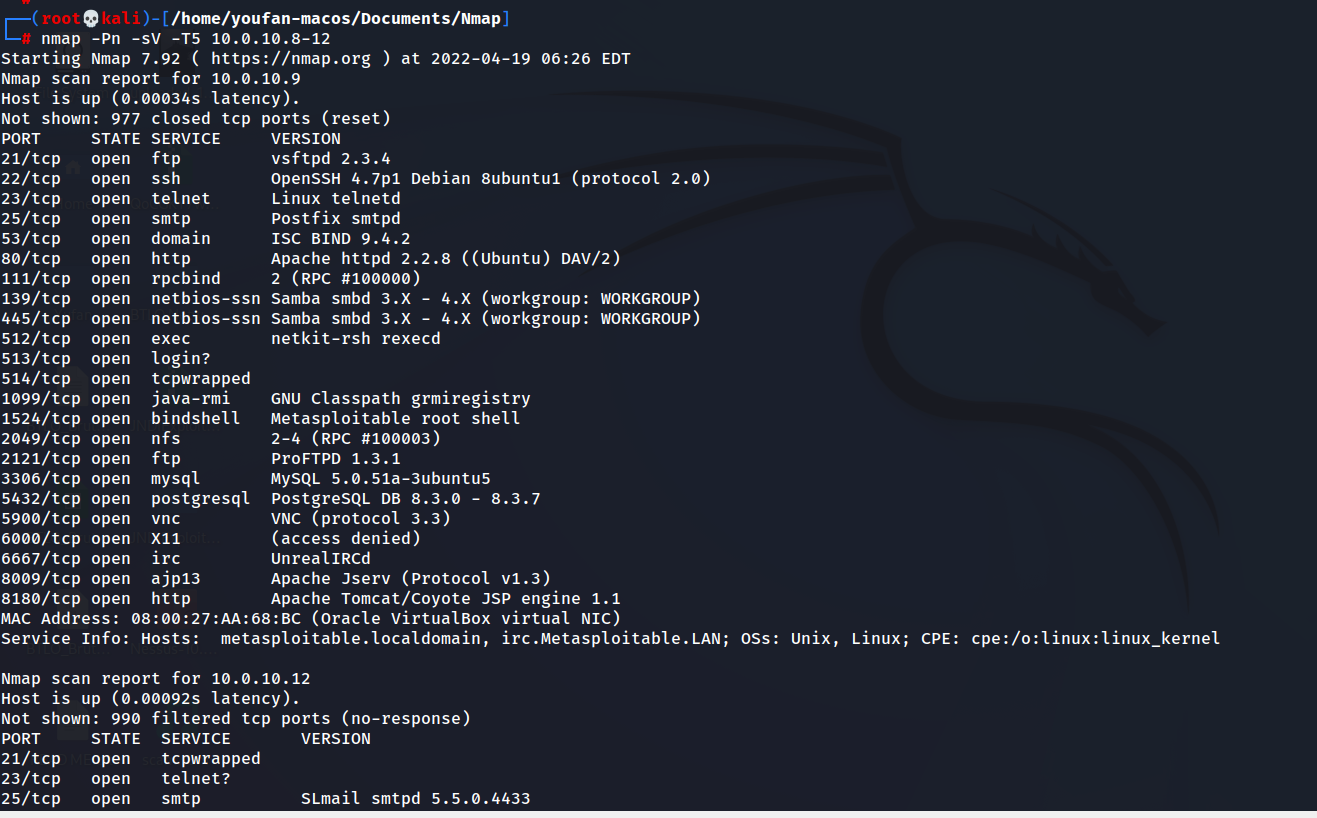 ┌──(root💀kali)-[/home/youfan-macos/Documents/Nmap]
└─# nmap -Pn -sV -T5 10.0.10.8-12
Starting Nmap 7.92 ( https://nmap.org ) at 2022-04-19 06:26 EDT
Nmap scan report for 10.0.10.9
Host is up (0.00034s latency).
Not shown: 977 closed tcp ports (reset)
PORT     STATE SERVICE     VERSION
21/tcp   open  ftp         vsftpd 2.3.4
22/tcp   open  ssh         OpenSSH 4.7p1 Debian 8ubuntu1 (protocol 2.0)
23/tcp   open  telnet      Linux telnetd
25/tcp   open  smtp        Postfix smtpd
53/tcp   open  domain      ISC BIND 9.4.2
80/tcp   open  http        Apache httpd 2.2.8 ((Ubuntu) DAV/2)
111/tcp  open  rpcbind     2 (RPC #100000)
139/tcp  open  netbios-ssn Samba smbd 3.X - 4.X (workgroup: WORKGROUP)
445/tcp  open  netbios-ssn Samba smbd 3.X - 4.X (workgroup: WORKGROUP)
512/tcp  open  exec        netkit-rsh rexecd
513/tcp  open  login?
514/tcp  open  tcpwrapped
1099/tcp open  java-rmi    GNU Classpath grmiregistry
1524/tcp open  bindshell   Metasploitable root shell
2049/tcp open  nfs         2-4 (RPC #100003)
2121/tcp open  ftp         ProFTPD 1.3.1
3306/tcp open  mysql       MySQL 5.0.51a-3ubuntu5
5432/tcp open  postgresql  PostgreSQL DB 8.3.0 - 8.3.7
5900/tcp open  vnc         VNC (protocol 3.3)
6000/tcp open  X11         (access denied)
6667/tcp open  irc         UnrealIRCd
8009/tcp open  ajp13       Apache Jserv (Protocol v1.3)
8180/tcp open  http        Apache Tomcat/Coyote JSP engine 1.1
MAC Address: 08:00:27:AA:68:BC (Oracle VirtualBox virtual NIC)
Service Info: Hosts:  metasploitable.localdomain, irc.Metasploitable.LAN; OSs: Unix, Linux; CPE: cpe:/o:linux:linux_kernel
Nmap scan report for 10.0.10.12
Host is up (0.00092s latency).
Not shown: 990 filtered tcp ports (no-response)
PORT     STATE  SERVICE       VERSION
21/tcp   open   tcpwrapped
23/tcp   open   telnet?
25/tcp   open   smtp          SLmail smtpd 5.5.0.4433